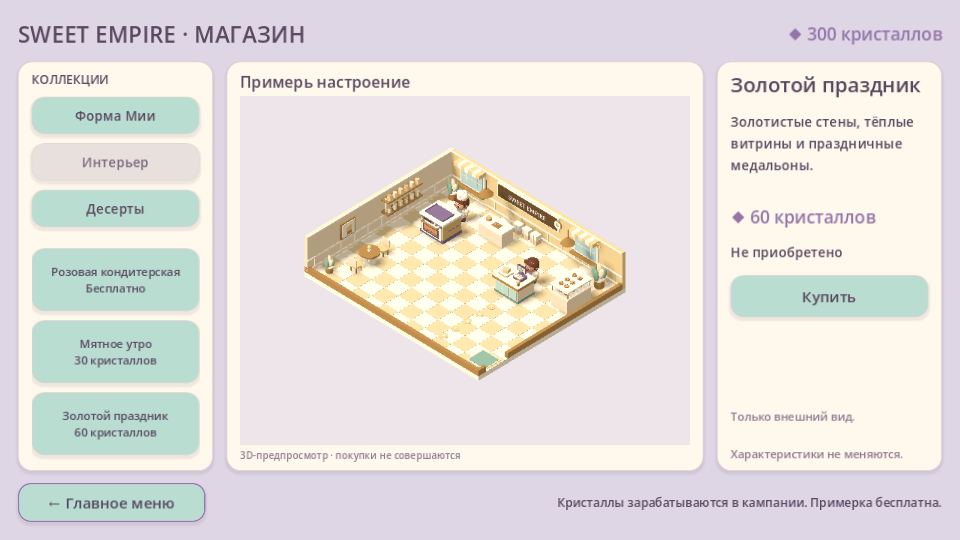 SWEET EMPIRE · МАГАЗИН
◆ 300 кристаллов
КОЛЛЕКЦИИ
Форма Мии
Интерьер
Десерты
Розовая кондитерская
Бесплатно
Мятное утро
30 кристаллов
Золотой праздник
60 кристаллов
Примерь настроение
SWEET EMPIRE
3D-предпросмотр · покупки не совершаются
Золотой праздник
Золотистые стены, тёплые
витрины и праздничные
медальоны.
◆ 60 кристаллов
Не приобретено
Купить
Только внешний вид.
Характеристики не меняются.
← Главное меню
Кристаллы зарабатываются в кампании. Примерка бесплатна.